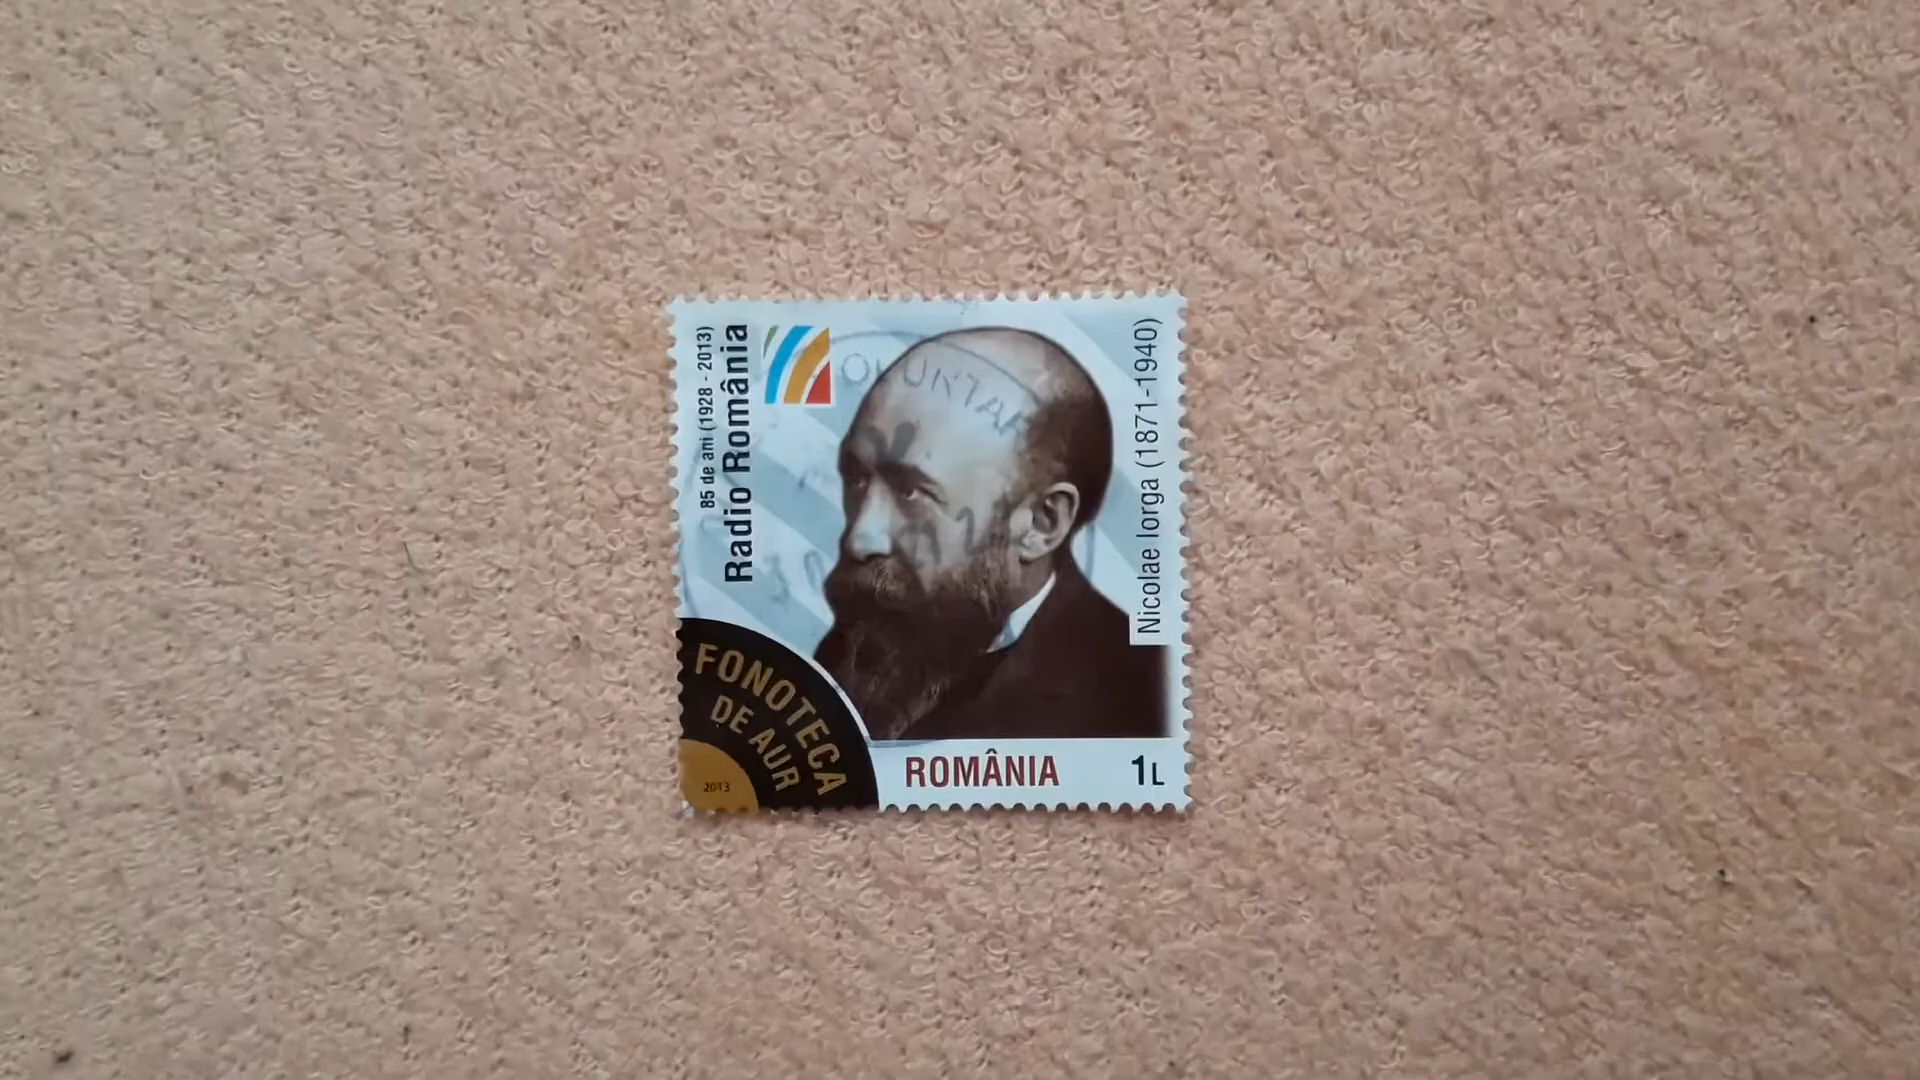 85 de ani (1928 - 2013)
Radio România
Nicolae Iorga (1871-1940)
FONOTECA
DE AUR
2013
ROMÂNIA
1L